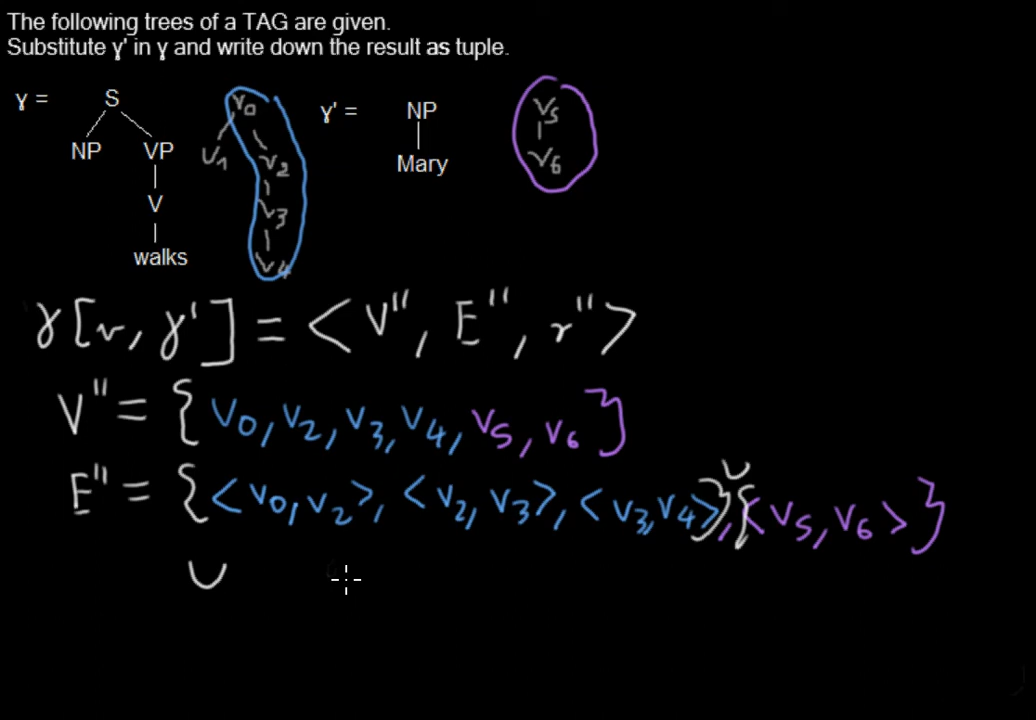 The following trees of a TAG are given.
Substitute γ' in γ and write down the result as tuple.
γ = S v0 γ' = NP v5
NP VP v1 v2 Mary v6
V v3
walks v4
γ[v, γ'] = <V'', E'', r''>
V'' = {v0, v2, v3, v4, v5, v6}
E'' = {<v0, v2>, <v2, v3>, <v3, v4>} ∪ {, <v5, v6>}
∪